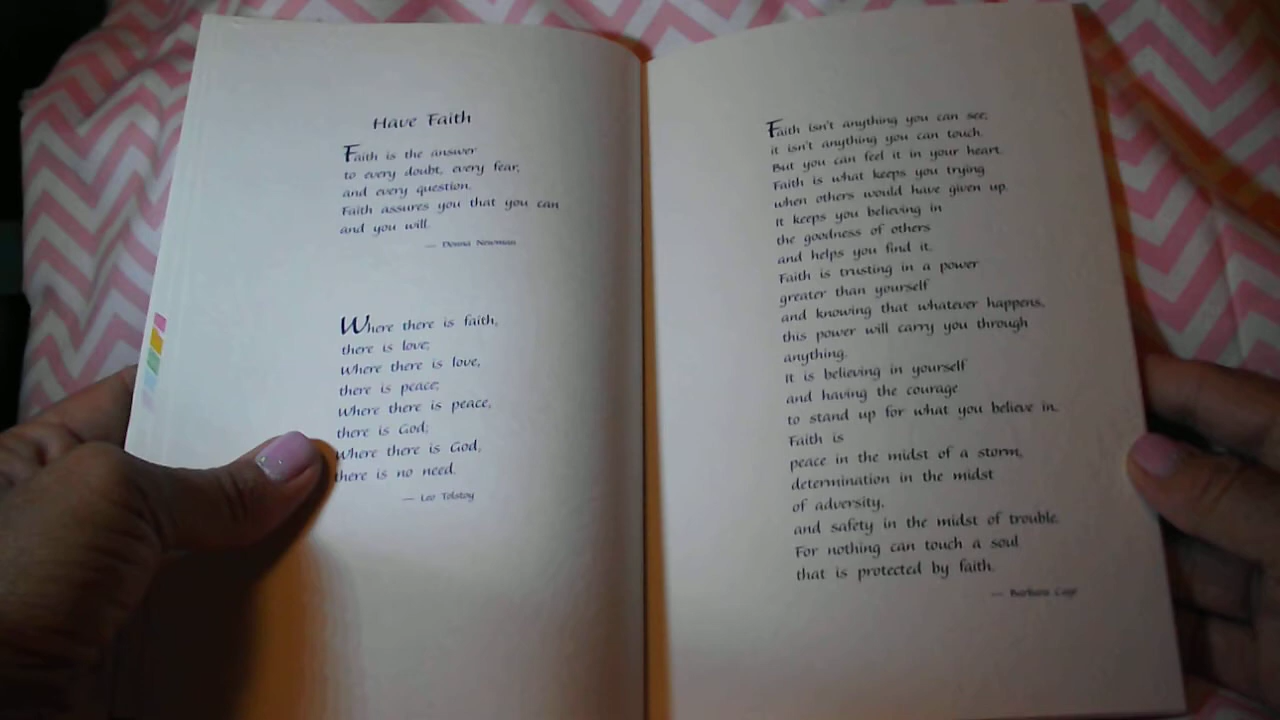 Have Faith
Faith is the answer
to every doubt, every fear,
and every question.
Faith assures you that you can
and you will.
— Donna Newman
Where there is faith,
there is love;
Where there is love,
there is peace;
Where there is peace,
there is God;
Where there is God,
there is no need.
— Leo Tolstoy
Faith isn't anything you can see;
it isn't anything you can touch.
But you can feel it in your heart.
Faith is what keeps you trying
when others would have given up.
It keeps you believing in
the goodness of others
and helps you find it.
Faith is trusting in a power
greater than yourself
and knowing that whatever happens,
this power will carry you through
anything.
It is believing in yourself
and having the courage
to stand up for what you believe in.
Faith is
peace in the midst of a storm,
determination in the midst
of adversity,
and safety in the midst of trouble.
For nothing can touch a soul
that is protected by faith.
— Barbara Cage